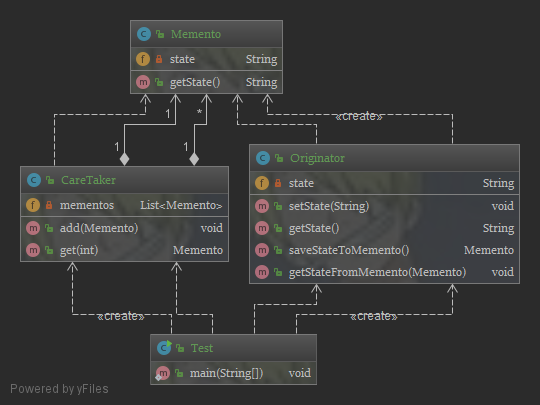 C Memento
f state String
m getState() String
«create»
1 *
1 1
C CareTaker
f mementos List<Memento>
m add(Memento) void
m get(int) Memento
C Originator
f state String
m setState(String) void
m getState() String
m saveStateToMemento() Memento
m getStateFromMemento(Memento) void
«create» «create»
C Test
m main(String[]) void
Powered by yFiles